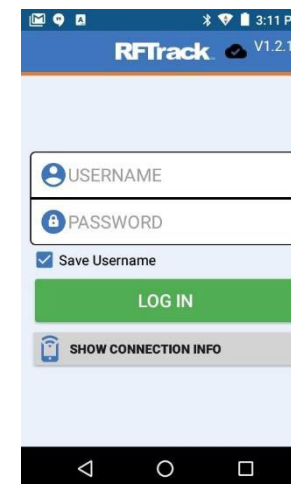 3:11 P
RFTrack
V1.2.1
USERNAME
PASSWORD
Save Username
LOG IN
SHOW CONNECTION INFO